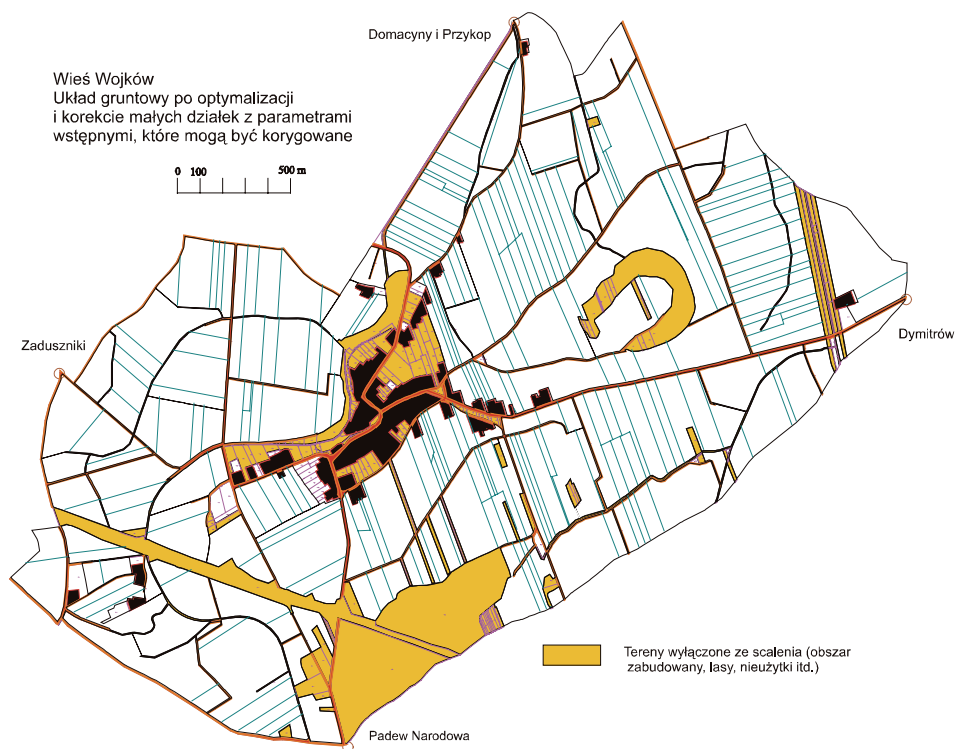 Domacyny i Przykop
Wieś Wojków
Układ gruntowy po optymalizacji
i korekcie małych działek z parametrami
wstępnymi, które mogą być korygowane
0 100 500 m
Zaduszniki
Dymitrów
Tereny wyłączone ze scalenia (obszar
zabudowany, lasy, nieużytki itd.)
Padew Narodowa